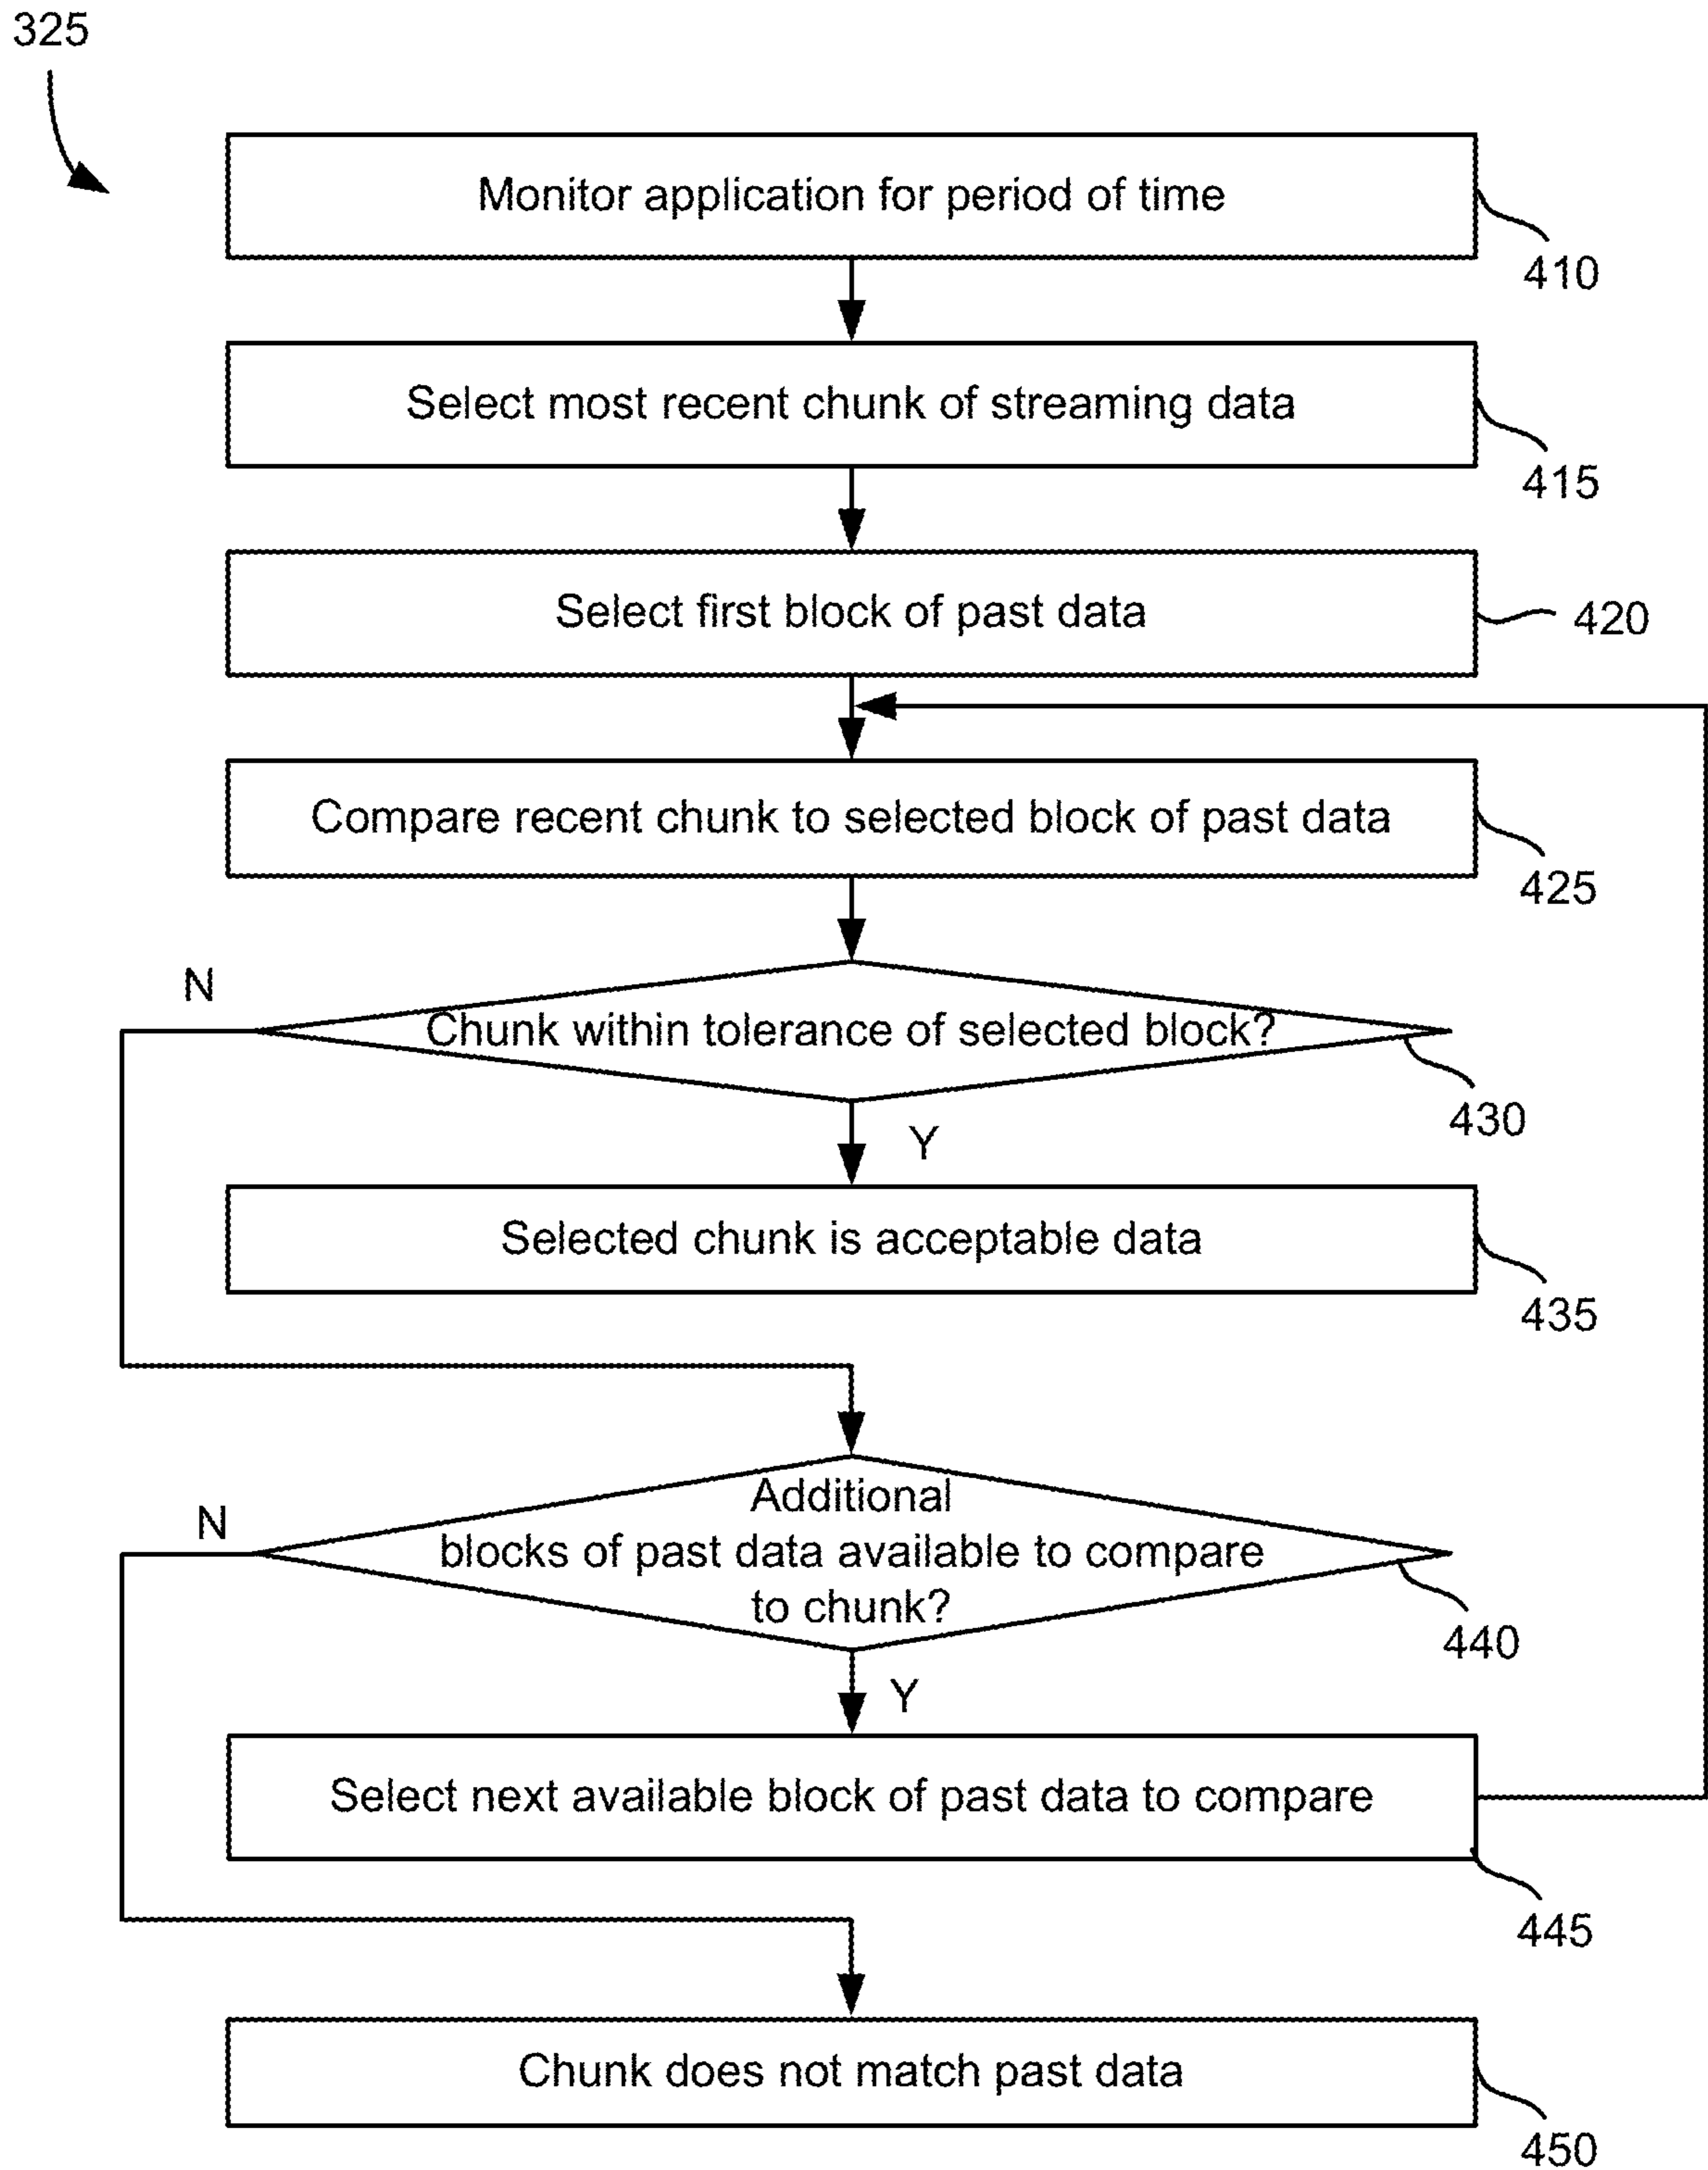 325
Monitor application for period of time
410
Select most recent chunk of streaming data
415
Select first block of past data
420
Compare recent chunk to selected block of past data
425
N
Chunk within tolerance of selected block?
430
Y
Selected chunk is acceptable data
435
N
Additional
blocks of past data available to compare
to chunk?
440
Y
Select next available block of past data to compare
445
Chunk does not match past data
450